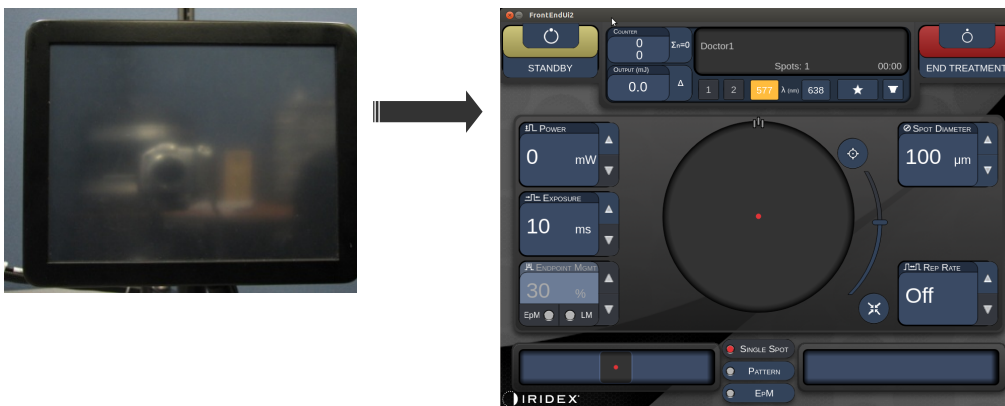 FrontEndUi2
STANDBY
COUNTER
0
0
Σn=0
OUTPUT (mJ)
0.0
Δ
Doctor1
Spots: 1 00:00
1 2 577 λ (nm) 638
END TREATMENT
POWER
0 mW
EXPOSURE
10 ms
ENDPOINT MGMT
30 %
EpM LM
SPOT DIAMETER
100 µm
REP RATE
Off
SINGLE SPOT
PATTERN
EPM
IRIDEX